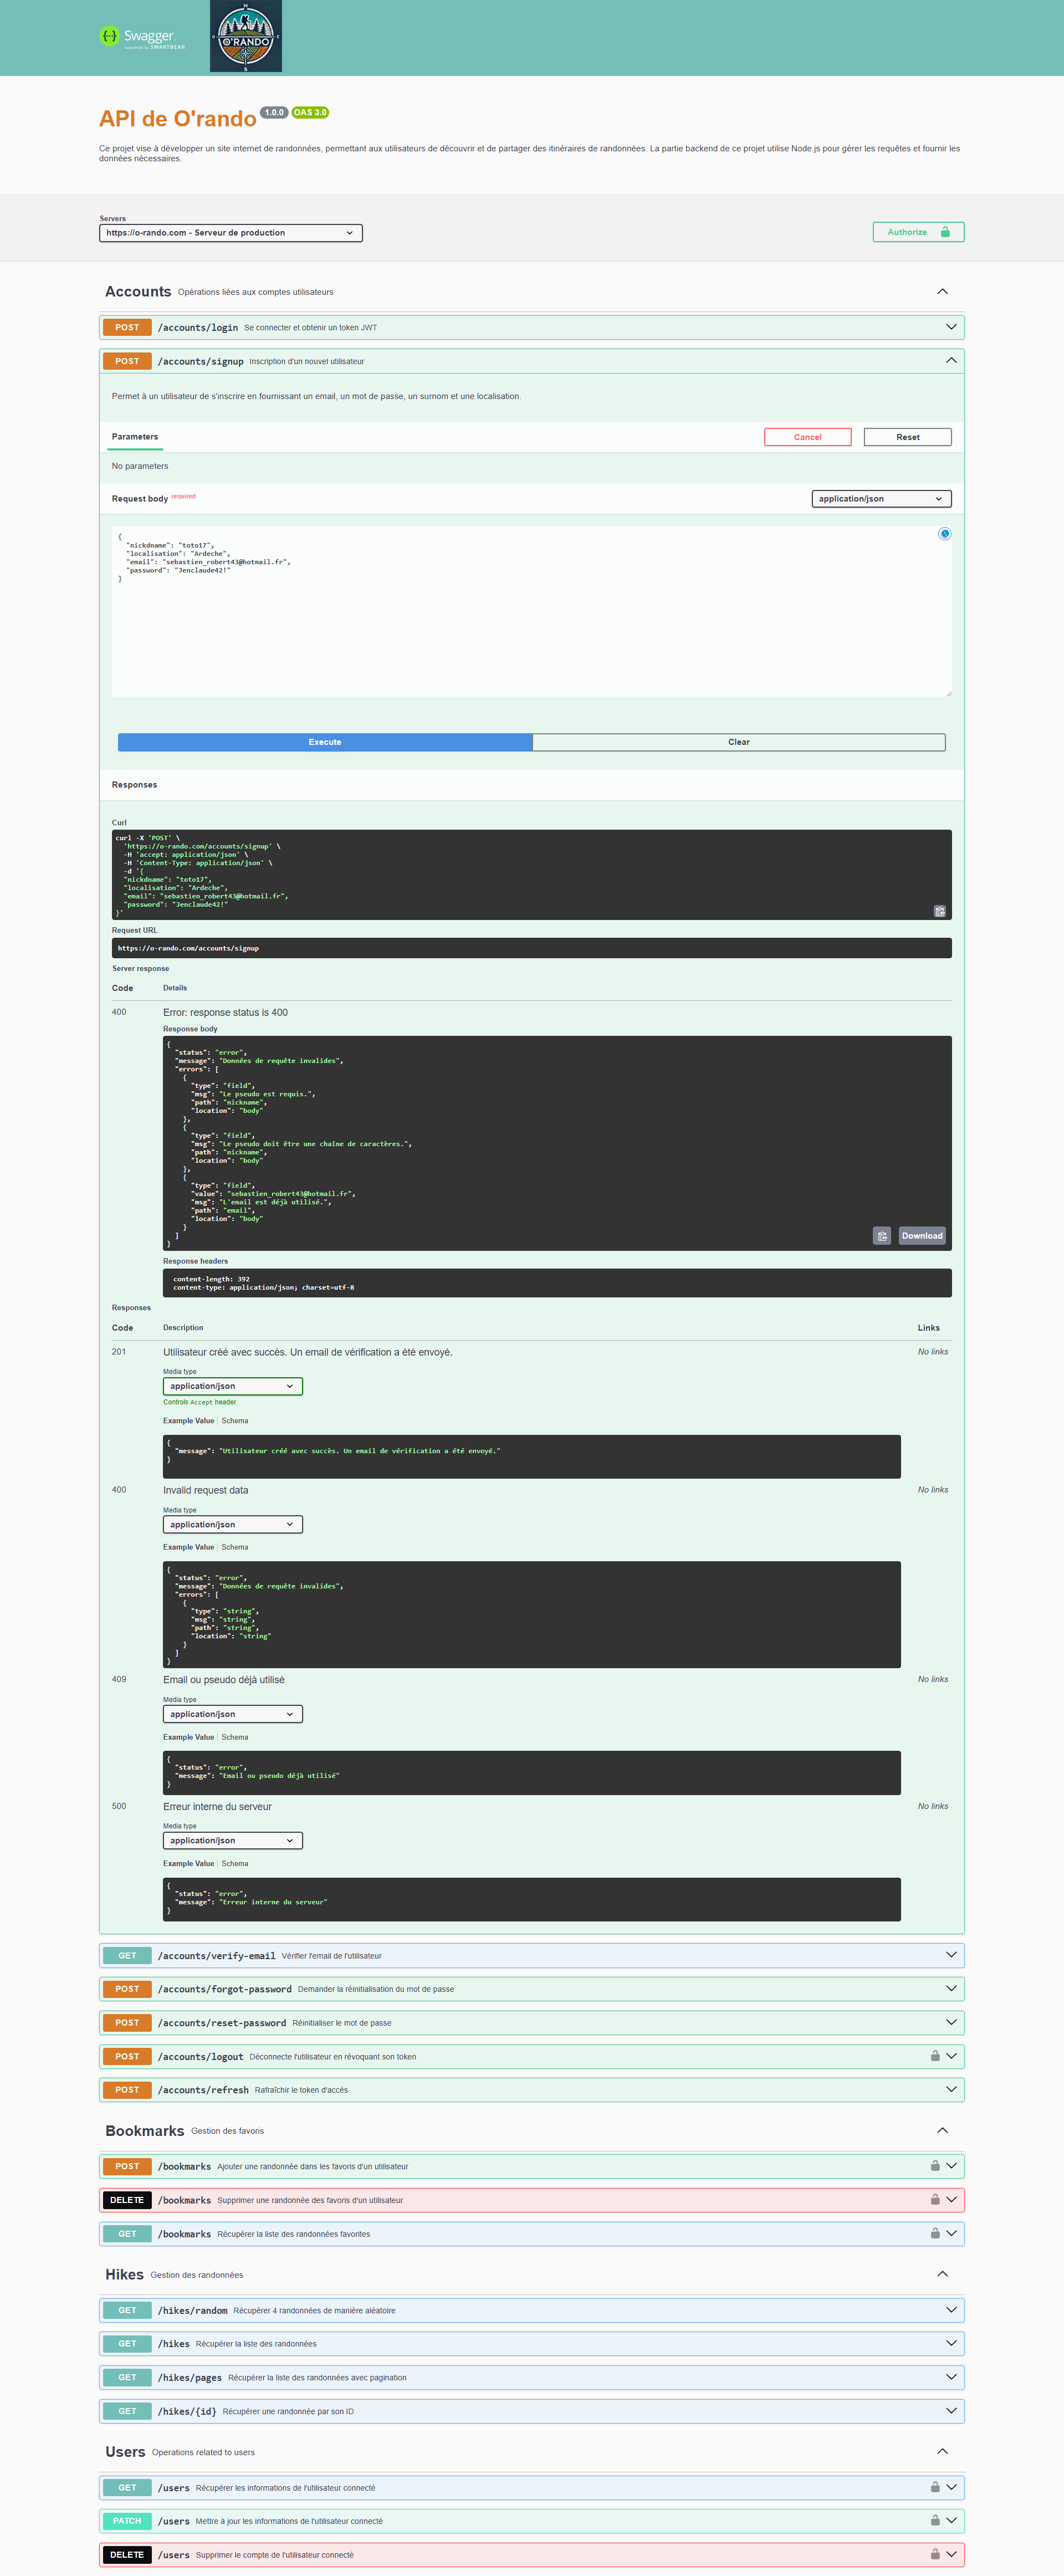 Swagger.
Supported by SMARTBEAR
N
O'RANDO
O
E
S
API de O'rando 1.0.0 OAS 3.0
Ce projet vise à développer un site internet de randonnées, permettant aux utilisateurs de découvrir et de partager des itinéraires de randonnées. La partie backend de ce projet utilise Node.js pour gérer les requêtes et fournir les
données nécessaires.
Servers
https://o-rando.com - Serveur de production
Authorize
Accounts Opérations liées aux comptes utilisateurs
POST /accounts/login Se connecter et obtenir un token JWT
POST /accounts/signup Inscription d'un nouvel utilisateur
Permet à un utilisateur de s'inscrire en fournissant un email, un mot de passe, un surnom et une localisation.
Parameters
Cancel
Reset
No parameters
Request body required
application/json
{
"nickdname": "toto17",
"localisation": "Ardeche",
"email": "sebastien_robert43@hotmail.fr",
"password": "Jenclaude42!"
}
Execute
Clear
Responses
Curl
curl -X 'POST' \
'https://o-rando.com/accounts/signup' \
-H 'accept: application/json' \
-H 'Content-Type: application/json' \
-d '{
"nickdname": "toto17",
"localisation": "Ardeche",
"email": "sebastien_robert43@hotmail.fr",
"password": "Jenclaude42!"
}'
Request URL
https://o-rando.com/accounts/signup
Server response
Code Details
400 Error: response status is 400
Response body
{
"status": "error",
"message": "Données de requête invalides",
"errors": [
{
"type": "field",
"msg": "Le pseudo est requis.",
"path": "nickname",
"location": "body"
},
{
"type": "field",
"msg": "Le pseudo doit être une chaîne de caractères.",
"path": "nickname",
"location": "body"
},
{
"type": "field",
"value": "sebastien_robert43@hotmail.fr",
"msg": "L'email est déjà utilisé.",
"path": "email",
"location": "body"
}
]
}
Download
Response headers
content-length: 392
content-type: application/json; charset=utf-8
Responses
Code Description Links
201 Utilisateur créé avec succès. Un email de vérification a été envoyé. No links
Media type
application/json
Controls Accept header.
Example Value Schema
{
"message": "Utilisateur créé avec succès. Un email de vérification a été envoyé."
}
400 Invalid request data No links
Media type
application/json
Example Value Schema
{
"status": "error",
"message": "Données de requête invalides",
"errors": [
{
"type": "string",
"msg": "string",
"path": "string",
"location": "string"
}
]
}
409 Email ou pseudo déjà utilisé No links
Media type
application/json
Example Value Schema
{
"status": "error",
"message": "Email ou pseudo déjà utilisé"
}
500 Erreur interne du serveur No links
Media type
application/json
Example Value Schema
{
"status": "error",
"message": "Erreur interne du serveur"
}
GET /accounts/verify-email Vérifier l'email de l'utilisateur
POST /accounts/forgot-password Demander la réinitialisation du mot de passe
POST /accounts/reset-password Réinitialiser le mot de passe
POST /accounts/logout Déconnecte l'utilisateur en révoquant son token
POST /accounts/refresh Rafraîchir le token d'accès
Bookmarks Gestion des favoris
POST /bookmarks Ajouter une randonnée dans les favoris d'un utilisateur
DELETE /bookmarks Supprimer une randonnée des favoris d'un utilisateur
GET /bookmarks Récupérer la liste des randonnées favorites
Hikes Gestion des randonnées
GET /hikes/random Récupérer 4 randonnées de manière aléatoire
GET /hikes Récupérer la liste des randonnées
GET /hikes/pages Récupérer la liste des randonnées avec pagination
GET /hikes/{id} Récupérer une randonnée par son ID
Users Operations related to users
GET /users Récupérer les informations de l'utilisateur connecté
PATCH /users Mettre à jour les informations de l'utilisateur connecté
DELETE /users Supprimer le compte de l'utilisateur connecté